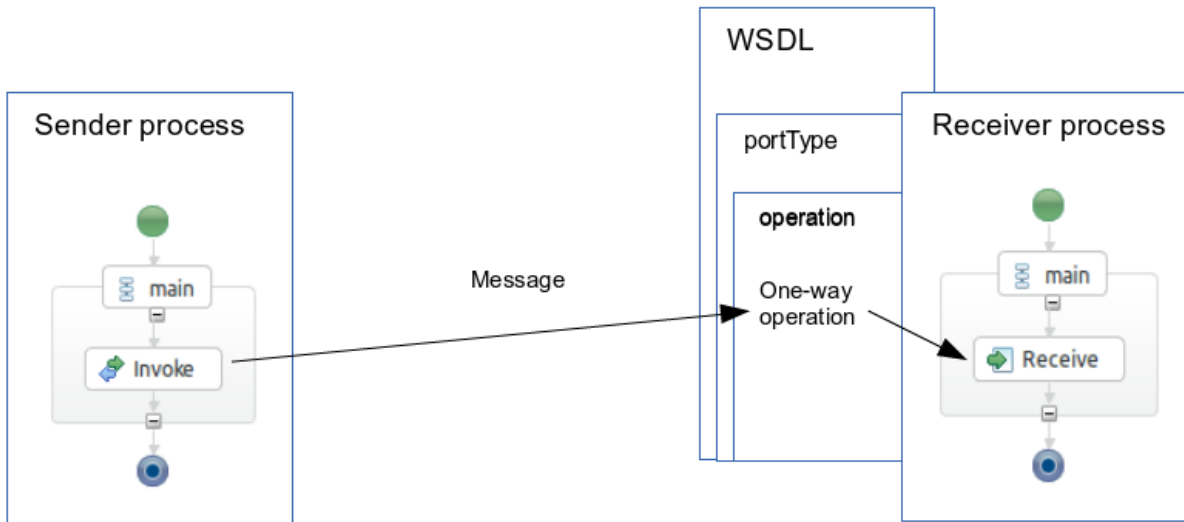 Sender process
main
Invoke
Message
WSDL
portType
operation
One-way
operation
Receiver process
main
Receive